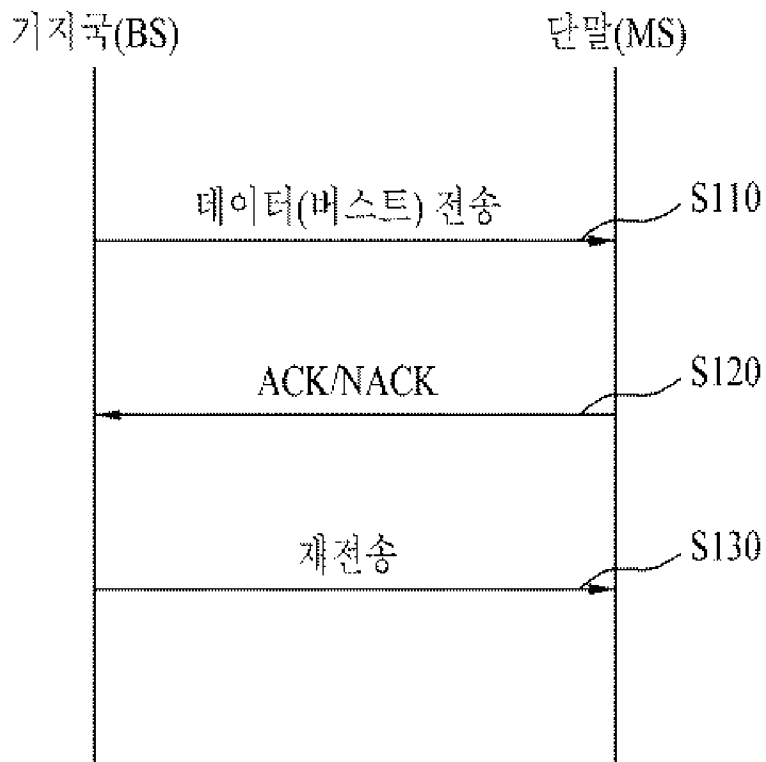 기지국(BS)
단말(MS)
데이터(버스트) 전송
S110
ACK/NACK
S120
재전송
S130